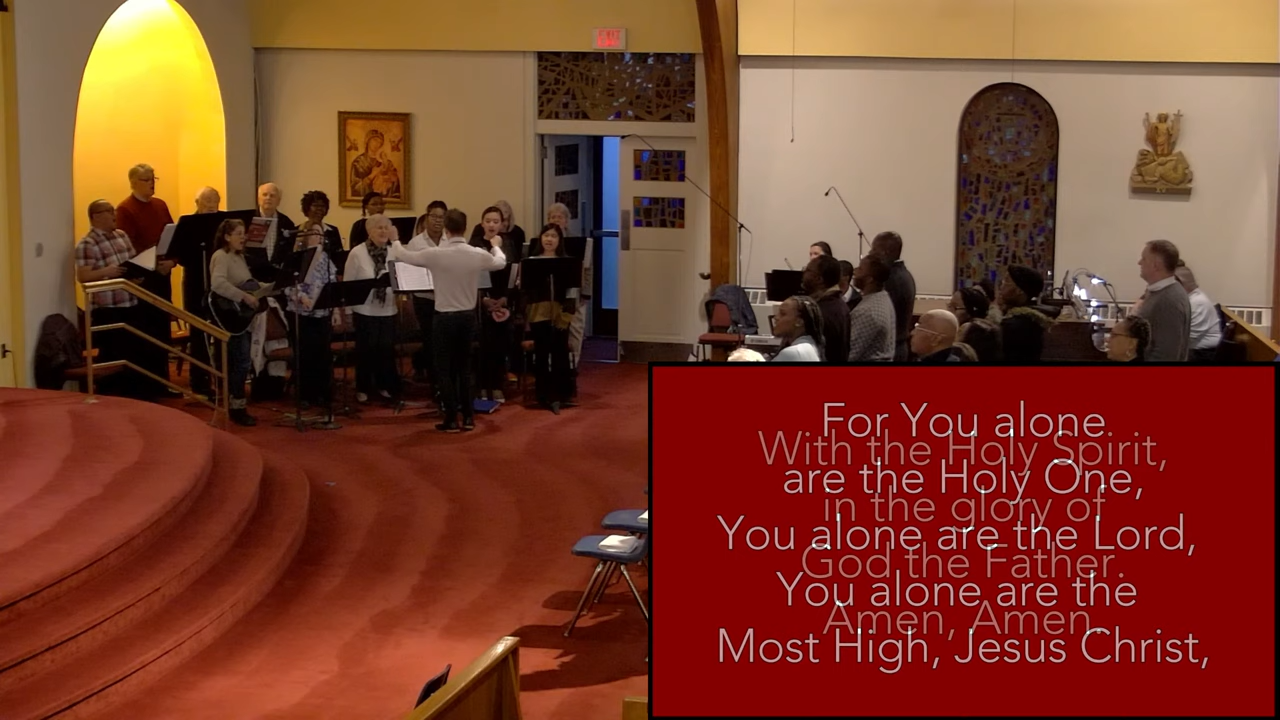 EXIT
For You alone
are the Holy One,
You alone are the Lord,
You alone are the
Most High, Jesus Christ,
With the Holy Spirit,
in the glory of
God the Father.
Amen, Amen.